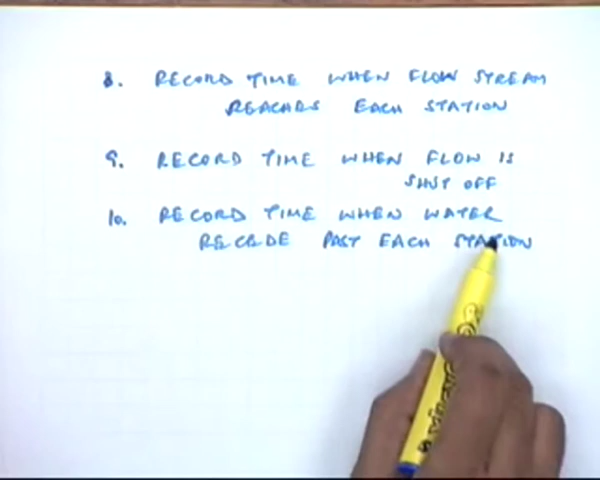 8. RECORD TIME WHEN FLOW STREAM
REACHES EACH STATION
9. RECORD TIME WHEN FLOW IS
SHUT OFF
10. RECORD TIME WHEN WATER
RECEDE PAST EACH STATION